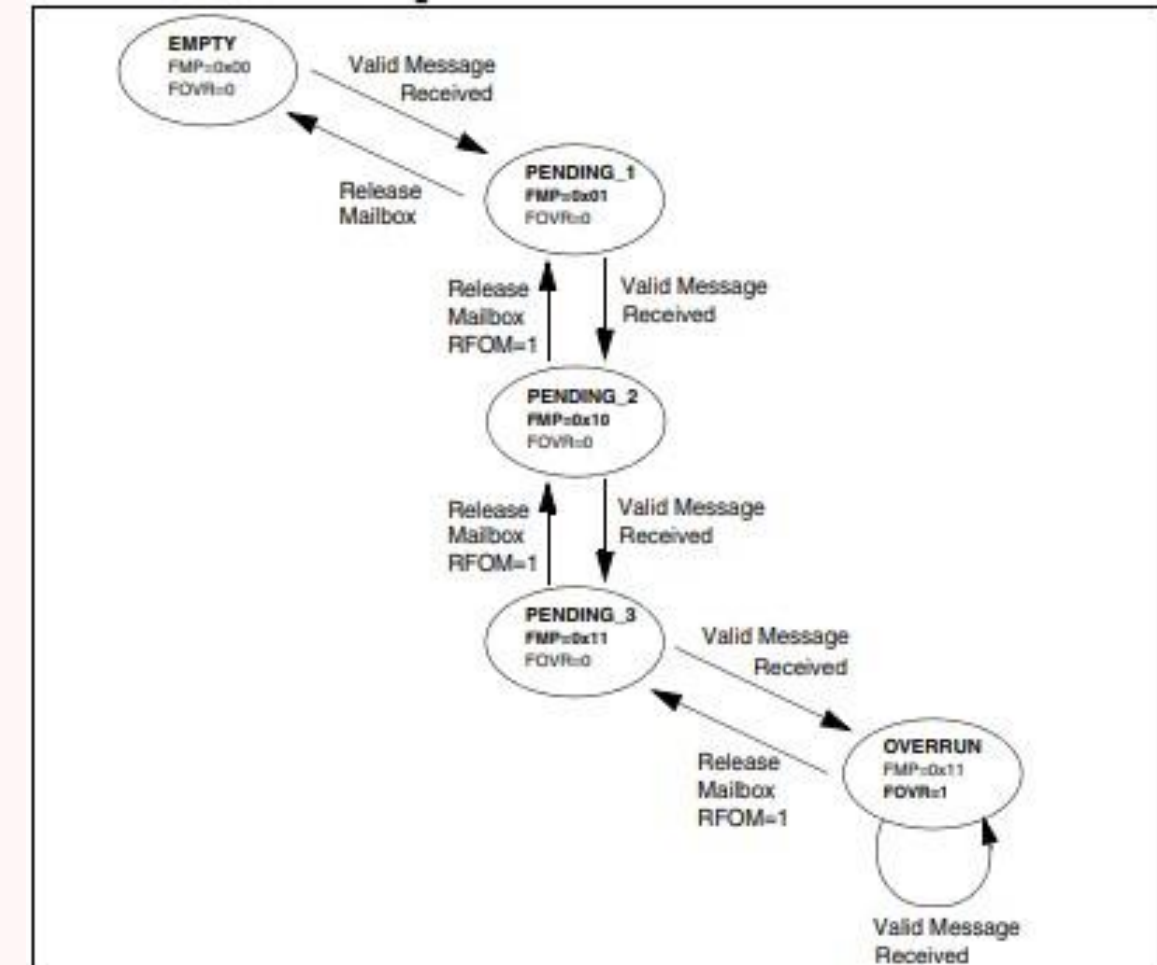 EMPTY
FMP=0x00
FOVR=0
Valid Message
Received
Release
Mailbox
PENDING_1
FMP=0x01
FOVR=0
Release
Mailbox
RFOM=1
Valid Message
Received
PENDING_2
FMP=0x10
FOVR=0
Release
Mailbox
RFOM=1
Valid Message
Received
PENDING_3
FMP=0x11
FOVR=0
Valid Message
Received
Release
Mailbox
RFOM=1
OVERRUN
FMP=0x11
FOVR=1
Valid Message
Received